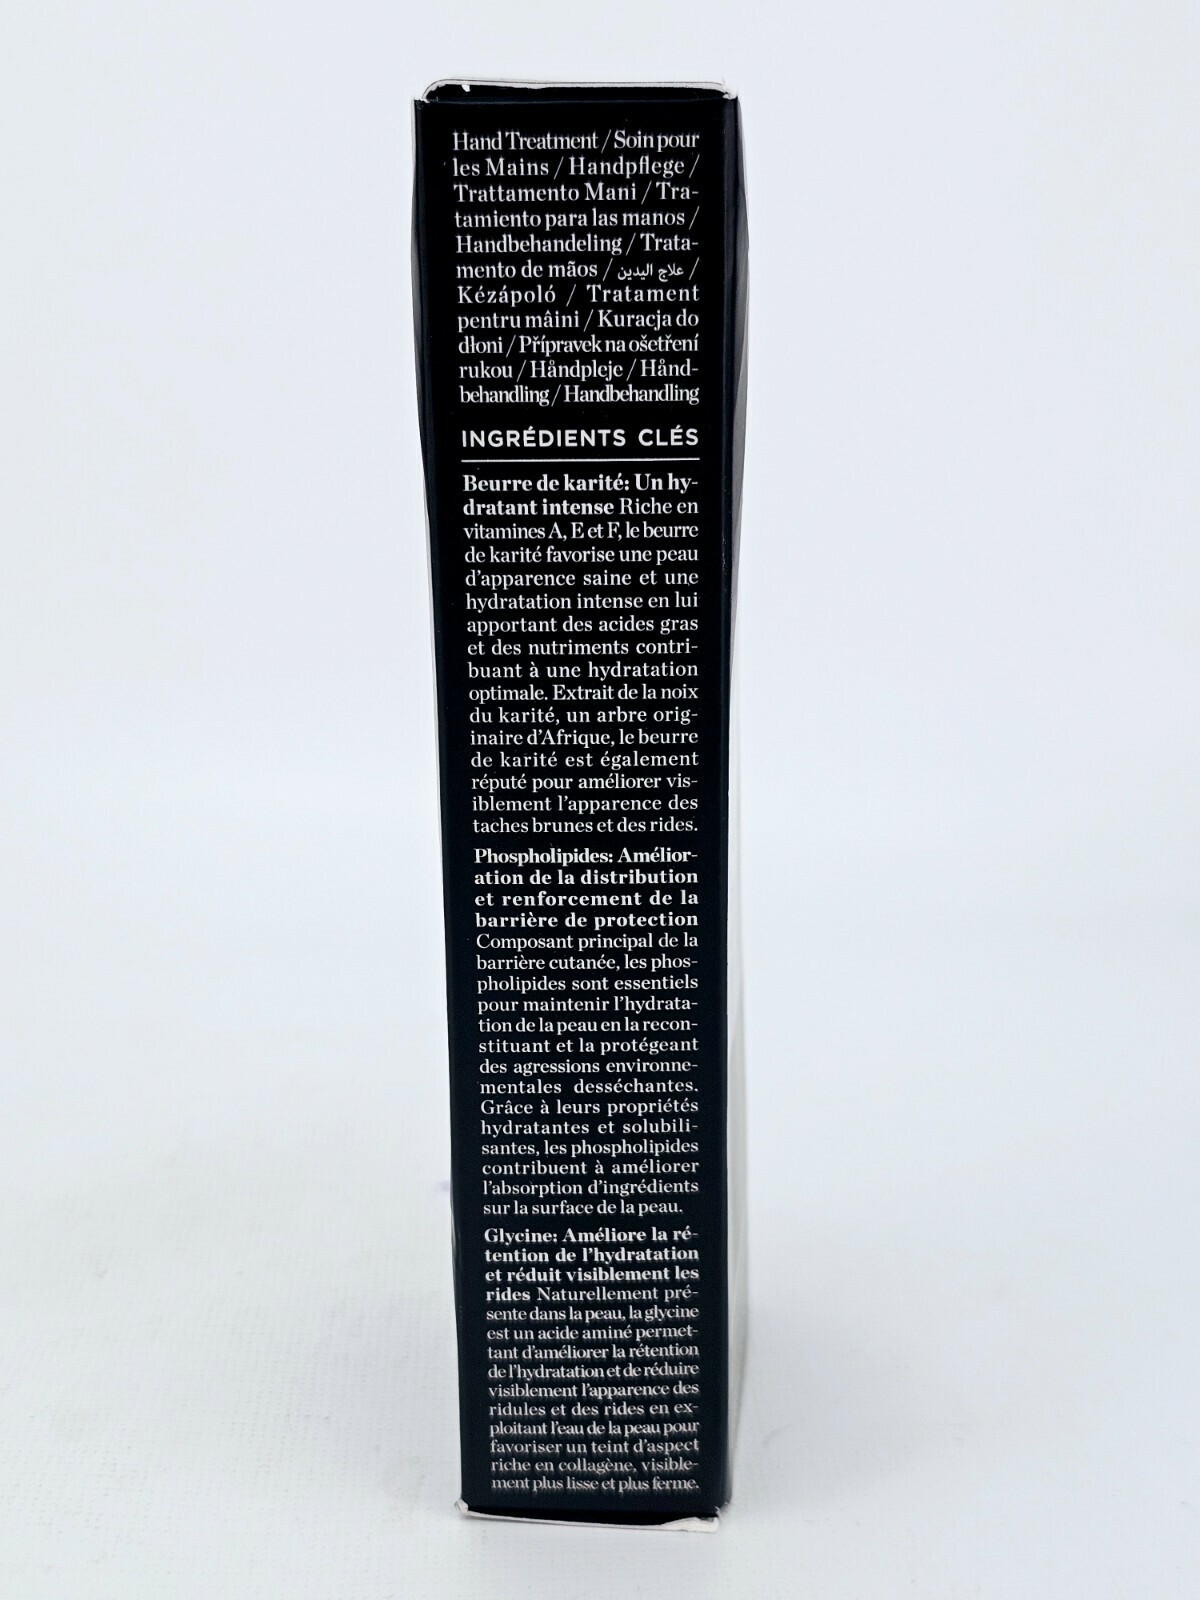 Hand Treatment / Soin pour
les Mains / Handpflege /
Trattamento Mani / Tra-
tamiento para las manos /
Handbehandeling / Trata-
mento de mãos / علاج اليدين /
Kézápoló / Tratament
pentru mâini / Kuracja do
dłoni / Přípravek na ošetření
rukou / Håndpleje / Hånd-
behandling / Handbehandling
INGRÉDIENTS CLÉS
Beurre de karité: Un hy-
dratant intense Riche en
vitamines A, E et F, le beurre
de karité favorise une peau
d'apparence saine et une
hydratation intense en lui
apportant des acides gras
et des nutriments contri-
buant à une hydratation
optimale. Extrait de la noix
du karité, un arbre orig-
inaire d'Afrique, le beurre
de karité est également
réputé pour améliorer vis-
iblement l'apparence des
taches brunes et des rides.
Phospholipides: Amélior-
ation de la distribution
et renforcement de la
barrière de protection
Composant principal de la
barrière cutanée, les phos-
pholipides sont essentiels
pour maintenir l'hydrata-
tion de la peau en la recon-
stituant et la protégeant
des agressions environne-
mentales desséchantes.
Grâce à leurs propriétés
hydratantes et solubili-
santes, les phospholipides
contribuent à améliorer
l'absorption d'ingrédients
sur la surface de la peau.
Glycine: Améliore la ré-
tention de l'hydratation
et réduit visiblement les
rides Naturellement pré-
sente dans la peau, la glycine
est un acide aminé permet-
tant d'améliorer la rétention
de l'hydratation et de réduire
visiblement l'apparence des
ridules et des rides en ex-
ploitant l'eau de la peau pour
favoriser un teint d'aspect
riche en collagène, visible-
ment plus lisse et plus ferme.